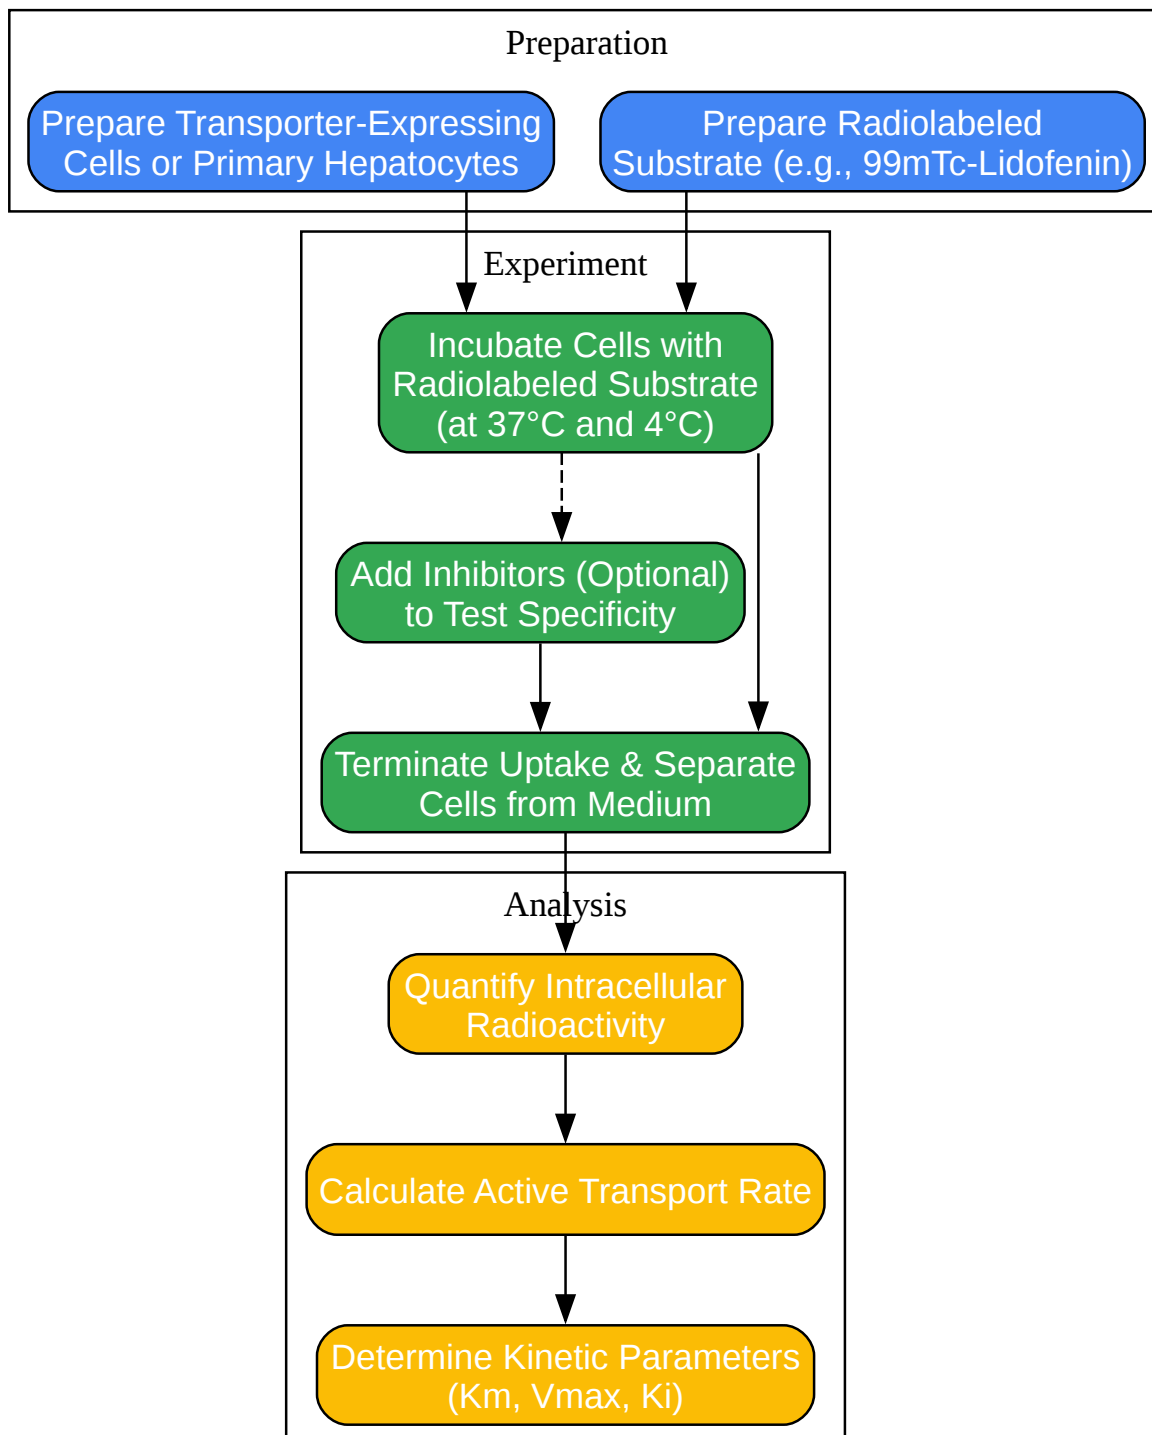 Preparation
Prepare Transporter-Expressing
Cells or Primary Hepatocytes
Prepare Radiolabeled
Substrate (e.g., 99mTc-Lidofenin)
Experiment
Incubate Cells with
Radiolabeled Substrate
(at 37°C and 4°C)
Add Inhibitors (Optional)
to Test Specificity
Terminate Uptake & Separate
Cells from Medium
Analysis
Quantify Intracellular
Radioactivity
Calculate Active Transport Rate
Determine Kinetic Parameters
(Km, Vmax, Ki)